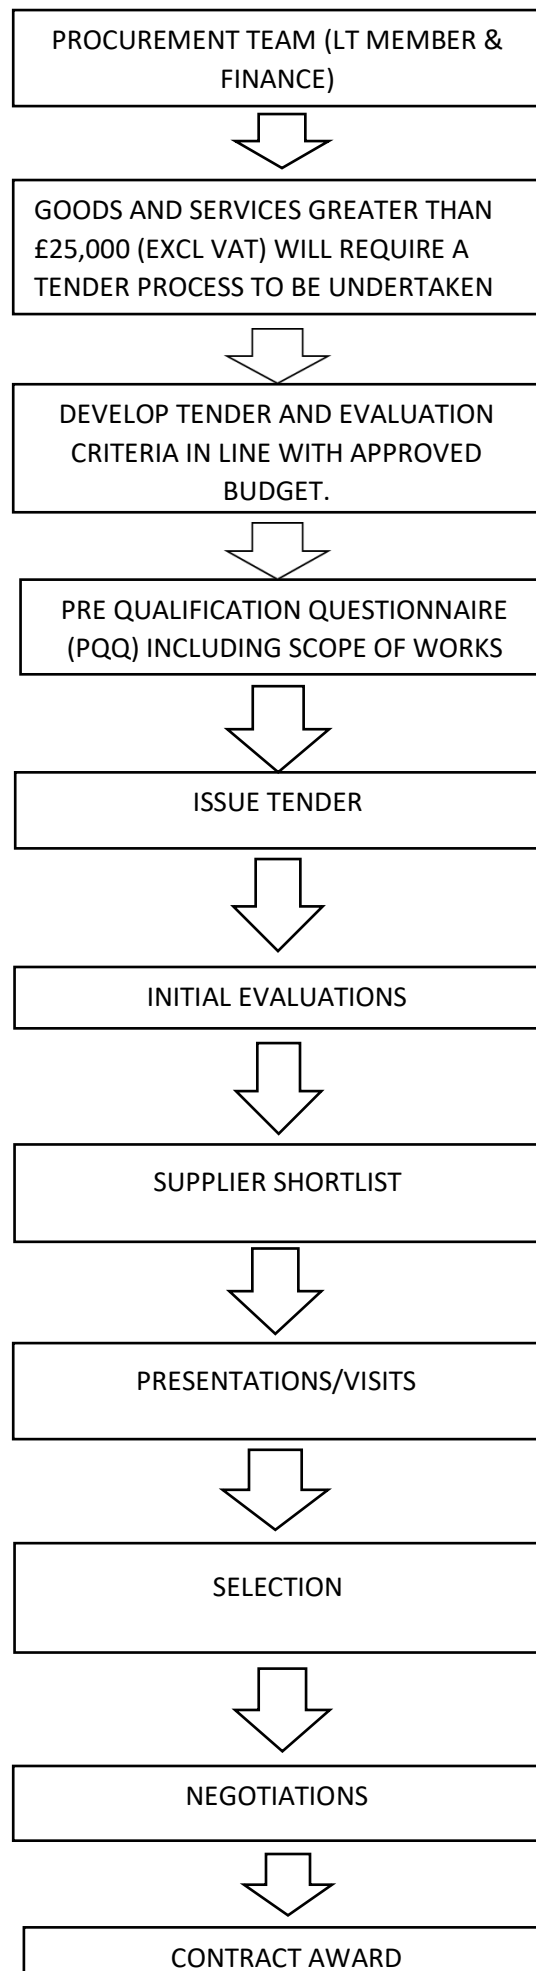 PROCUREMENT TEAM (LT MEMBER &
FINANCE)
GOODS AND SERVICES GREATER THAN
£25,000 (EXCL VAT) WILL REQUIRE A
TENDER PROCESS TO BE UNDERTAKEN
DEVELOP TENDER AND EVALUATION
CRITERIA IN LINE WITH APPROVED
BUDGET.
PRE QUALIFICATION QUESTIONNAIRE
(PQQ) INCLUDING SCOPE OF WORKS
ISSUE TENDER
INITIAL EVALUATIONS
SUPPLIER SHORTLIST
PRESENTATIONS/VISITS
SELECTION
NEGOTIATIONS
CONTRACT AWARD